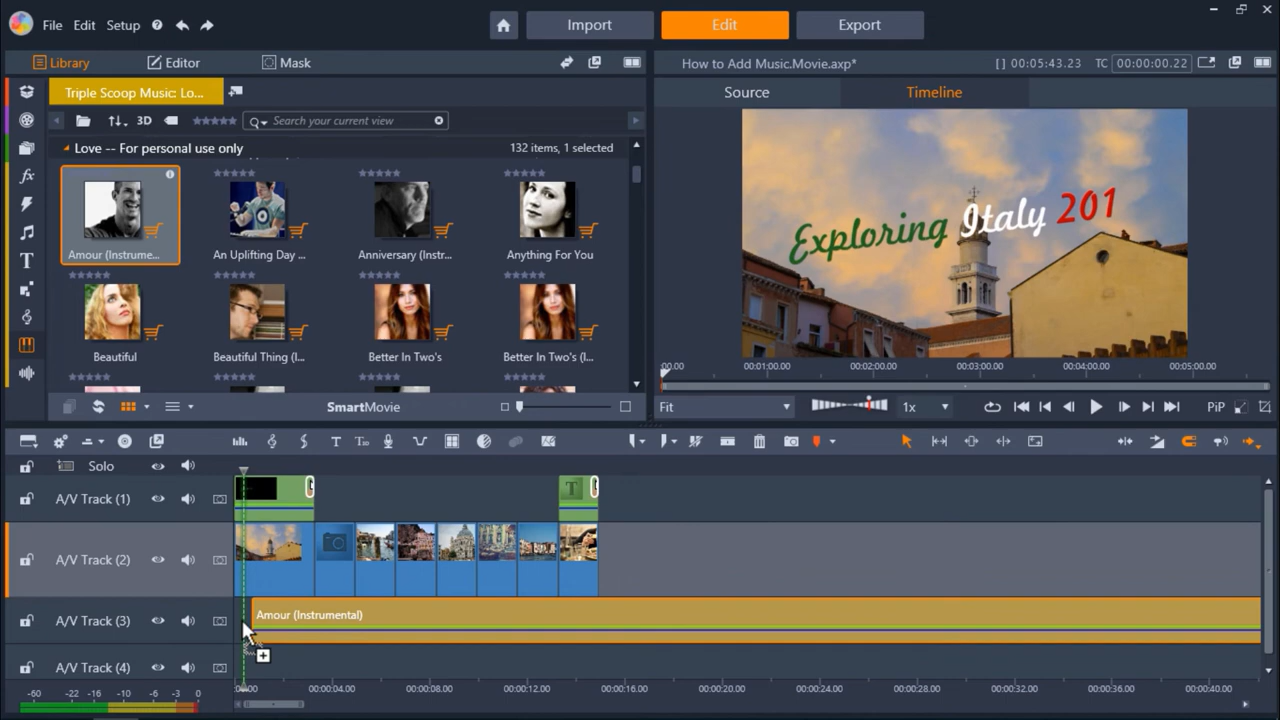 File Edit Setup
Import
Edit
Export
Library
Editor
Mask
How to Add Music.Movie.axp*
[ ] 00:05:43.23
TC 00:00:00.22
Triple Scoop Music: Lo...
Source
Timeline
3D
Search your current view
Love -- For personal use only
132 items, 1 selected
Amour (Instrume...
An Uplifting Day ...
Anniversary (Instr...
Anything For You
Beautiful
Beautiful Thing (I...
Better In Two's
Better In Two's (I...
Exploring Italy 201
00:01:00.00
00:02:00.00
00:03:00.00
00:04:00.00
00:05:00.00
SmartMovie
Fit
1x
PiP
Solo
A/V Track (1)
T
A/V Track (2)
A/V Track (3)
Amour (Instrumental)
A/V Track (4)
-60 -22 -16 -10 -6 -3 0
00:00:04.00
00:00:08.00
00:00:12.00
00:00:16.00
00:00:20.00
00:00:24.00
00:00:28.00
00:00:32.00
00:00:36.00
00:00:40.00